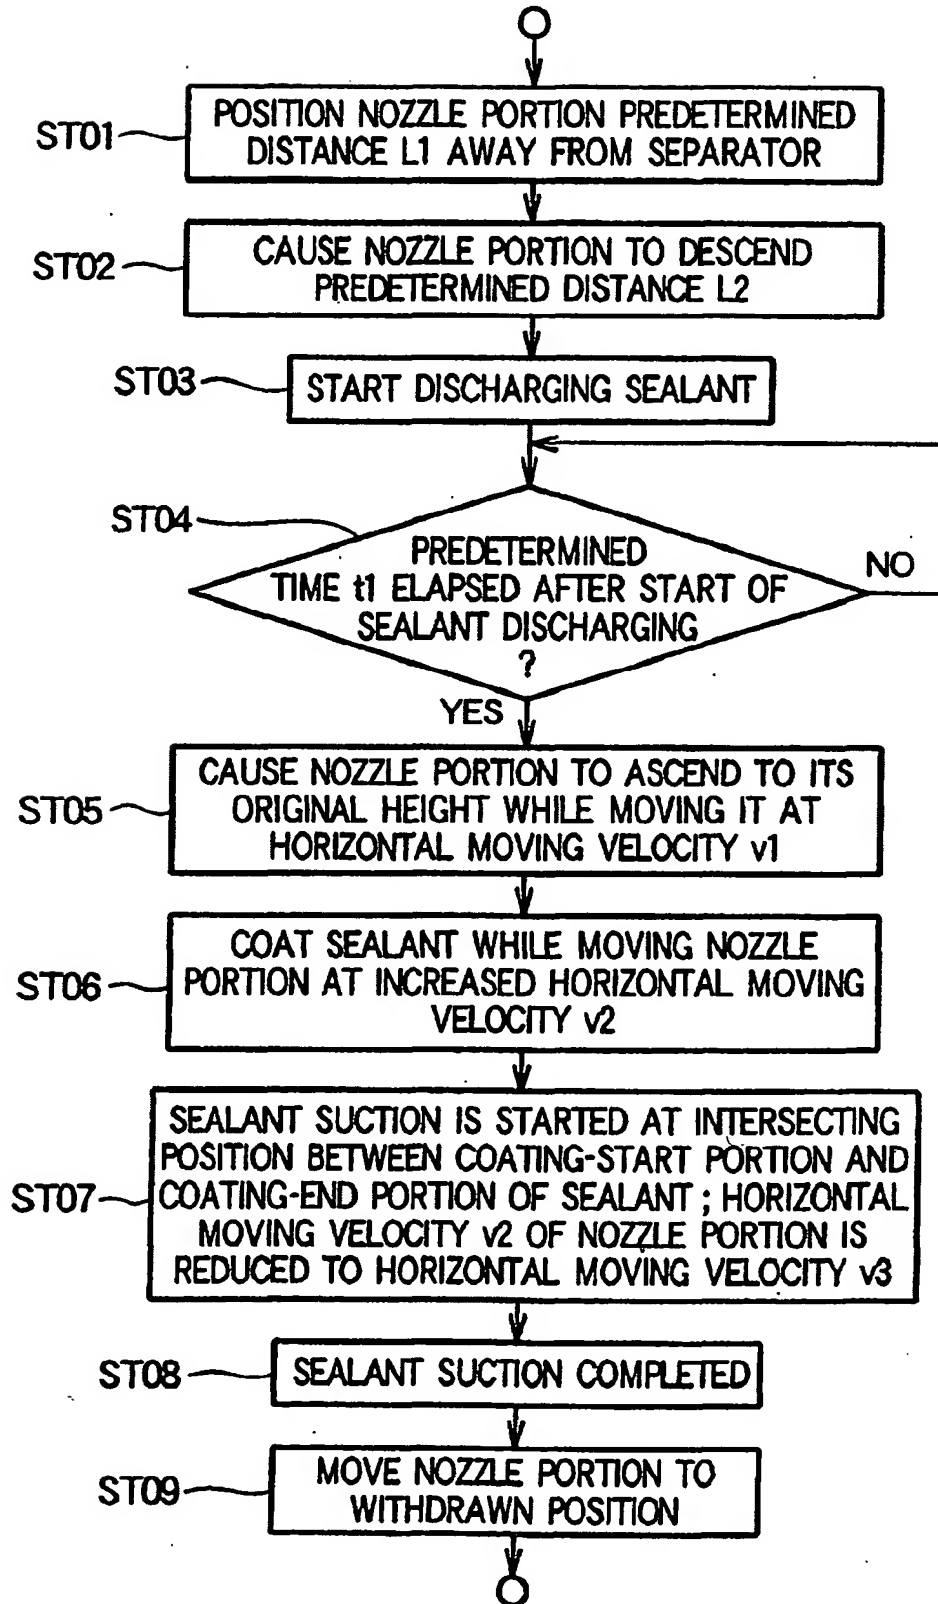 ST01
POSITION NOZZLE PORTION PREDETERMINED
DISTANCE L1 AWAY FROM SEPARATOR
ST02
CAUSE NOZZLE PORTION TO DESCEND
PREDETERMINED DISTANCE L2
ST03
START DISCHARGING SEALANT
ST04
PREDETERMINED
TIME t1 ELAPSED AFTER START OF
SEALANT DISCHARGING
?
NO
YES
ST05
CAUSE NOZZLE PORTION TO ASCEND TO ITS
ORIGINAL HEIGHT WHILE MOVING IT AT
HORIZONTAL MOVING VELOCITY v1
ST06
COAT SEALANT WHILE MOVING NOZZLE
PORTION AT INCREASED HORIZONTAL MOVING
VELOCITY v2
ST07
SEALANT SUCTION IS STARTED AT INTERSECTING
POSITION BETWEEN COATING-START PORTION AND
COATING-END PORTION OF SEALANT ; HORIZONTAL
MOVING VELOCITY v2 OF NOZZLE PORTION IS
REDUCED TO HORIZONTAL MOVING VELOCITY v3
ST08
SEALANT SUCTION COMPLETED
ST09
MOVE NOZZLE PORTION TO
WITHDRAWN POSITION